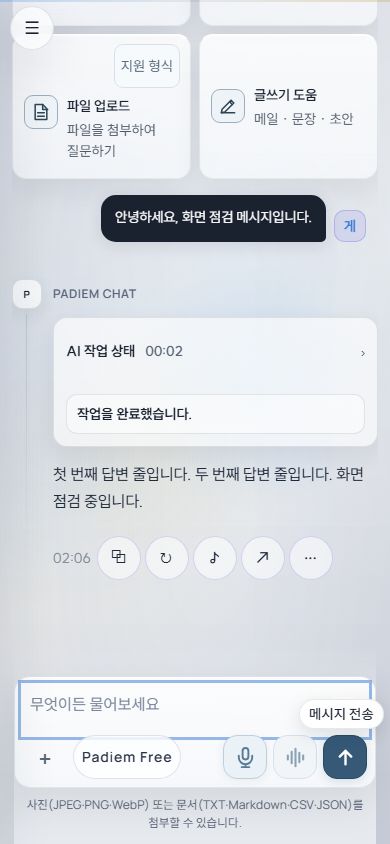 지원 형식
파일 업로드
파일을 첨부하여
질문하기
글쓰기 도움
메일 · 문장 · 초안
안녕하세요, 화면 점검 메시지입니다.
게
P
PADIEM CHAT
AI 작업 상태 00:02
작업을 완료했습니다.
첫 번째 답변 줄입니다. 두 번째 답변 줄입니다. 화면
점검 중입니다.
02:06
무엇이든 물어보세요
메시지 전송
Padiem Free
사진(JPEG·PNG·WebP) 또는 문서(TXT·Markdown·CSV·JSON)를
첨부할 수 있습니다.